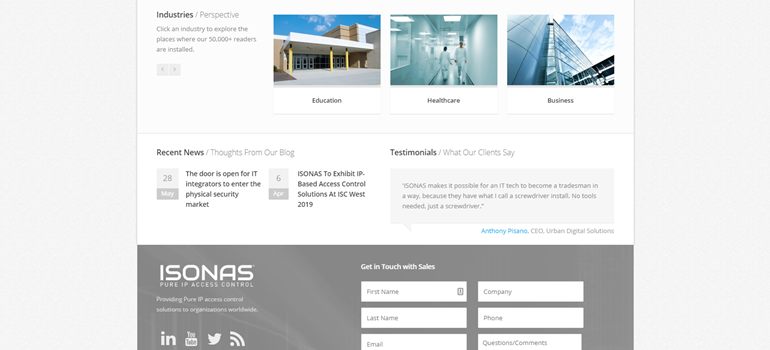 Industries / Perspective
Click an industry to explore the
places where our 50,000+ readers
are installed.
Education
Healthcare
Business
Recent News / Thoughts From Our Blog
28
May
The door is open for IT
integrators to enter the
physical security
market
6
Apr
ISONAS To Exhibit IP-
Based Access Control
Solutions At ISC West
2019
Testimonials / What Our Clients Say
"ISONAS makes it possible for an IT tech to become a tradesman in
a way, because they have what I call a screwdriver install. No tools
needed, just a screwdriver."
Anthony Pisano, CEO, Urban Digital Solutions
ISONAS
PURE IP ACCESS CONTROL
Providing Pure IP access control
solutions to organisations worldwide.
in
You
Tube
Get in Touch with Sales
First Name
Company
Last Name
Phone
Email
Questions/Comments